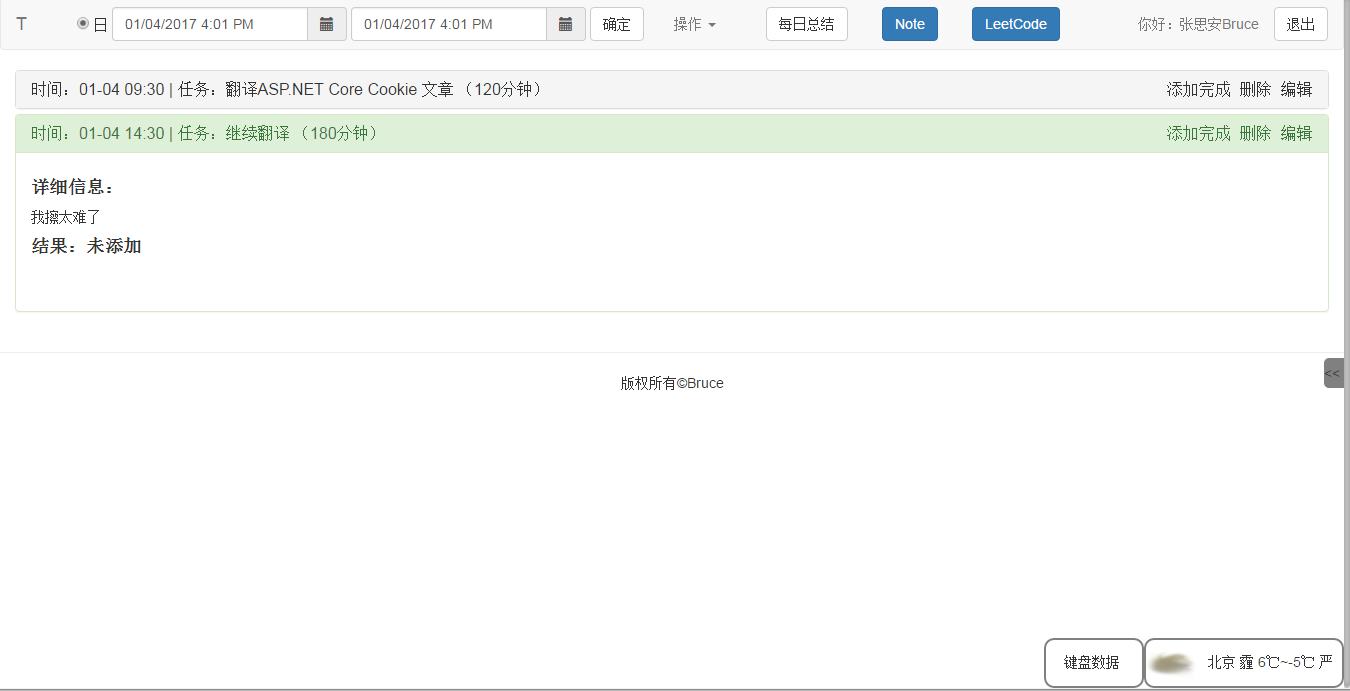 T 日 01/04/2017 4:01 PM 01/04/2017 4:01 PM 确定 操作 每日总结 Note LeetCode 你好：张思安Bruce 退出
时间：01-04 09:30 | 任务：翻译ASP.NET Core Cookie 文章 （120分钟） 添加完成 删除 编辑
时间：01-04 14:30 | 任务：继续翻译 （180分钟） 添加完成 删除 编辑
详细信息：
我擦太难了
结果：未添加
<<
版权所有©Bruce
键盘数据 北京 霾 6℃~-5℃ 严